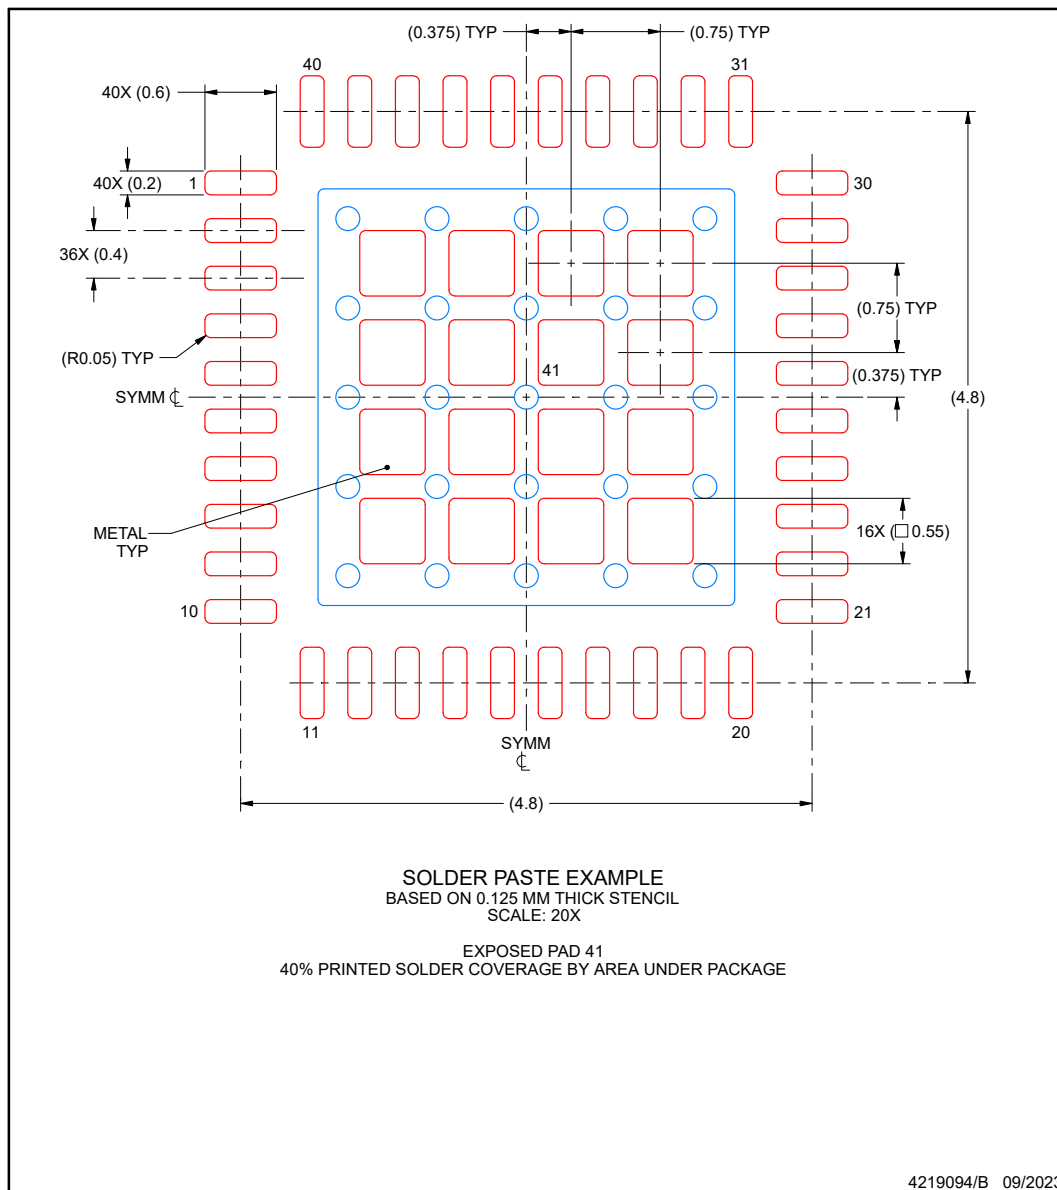 (0.375) TYP
(0.75) TYP
40
31
40X (0.6)
40X (0.2)
1
30
36X (0.4)
(0.75) TYP
(R0.05) TYP
41
(0.375) TYP
SYMM ℄
(4.8)
METAL
TYP
16X (□ 0.55)
10
21
11
20
SYMM
℄
(4.8)
SOLDER PASTE EXAMPLE
BASED ON 0.125 MM THICK STENCIL
SCALE: 20X
EXPOSED PAD 41
40% PRINTED SOLDER COVERAGE BY AREA UNDER PACKAGE
4219094/B 09/2023